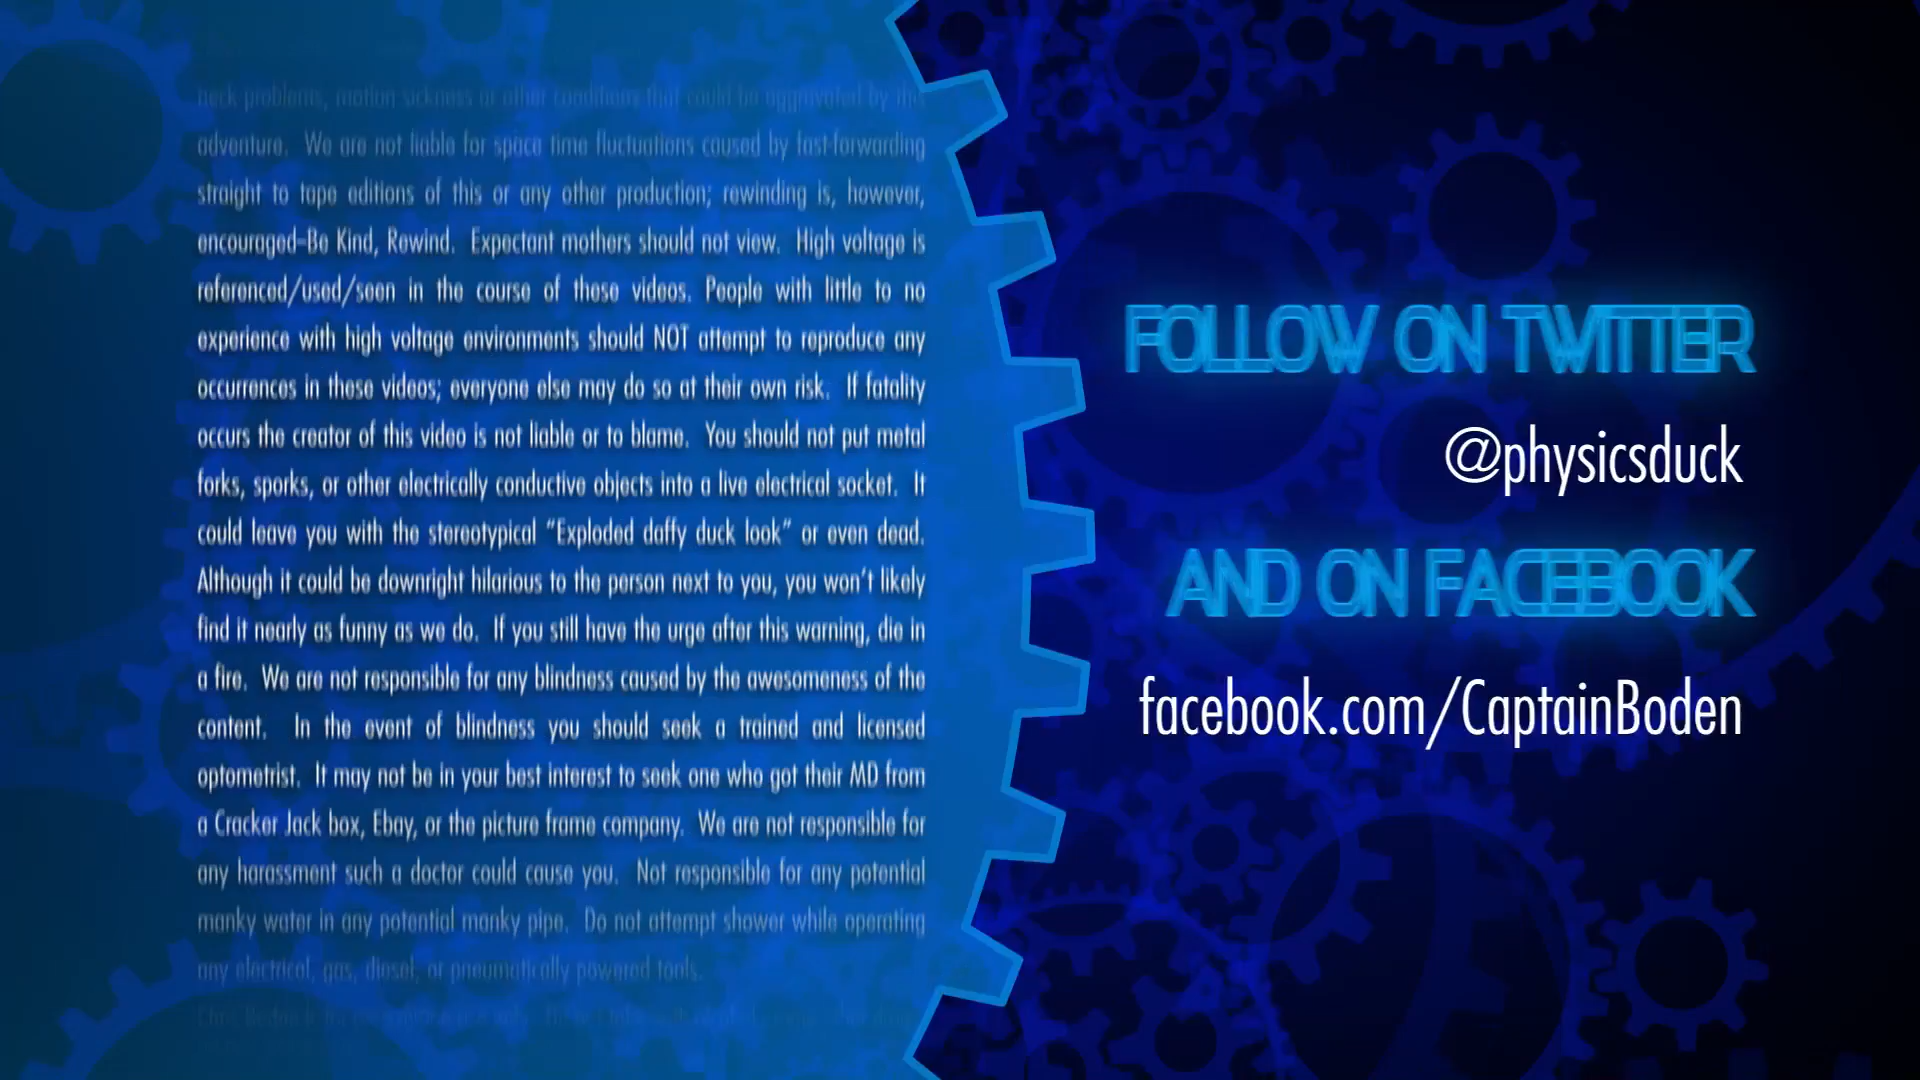 neck problems, motion sickness or other conditions that could be aggravated by the
adventure. We are not liable for space time fluctuations caused by fast-forwarding
straight to tape editions of this or any other production; rewinding is, however,
encouraged-Be Kind, Rewind. Expectant mothers should not view. High voltage is
referenced/used/seen in the course of these videos. People with little to no
experience with high voltage environments should NOT attempt to reproduce any
occurrences in these videos; everyone else may do so at their own risk. If fatality
occurs the creator of this video is not liable or to blame. You should not put metal
forks, sporks, or other electrically conductive objects into a live electrical socket. It
could leave you with the stereotypical "Exploded daffy duck look" or even dead.
Although it could be downright hilarious to the person next to you, you won't likely
find it nearly as funny as we do. If you still have the urge after this warning, die in
a fire. We are not responsible for any blindness caused by the awesomeness of the
content. In the event of blindness you should seek a trained and licensed
optometrist. It may not be in your best interest to seek one who got their MD from
a Cracker Jack box, Ebay, or the picture frame company. We are not responsible for
any harassment such a doctor could cause you. Not responsible for any potential
manky water in any potential manky pipe. Do not attempt shower while operating
any electrical, gas, diesel, or pneumatically powered tools.
FOLLOW ON TWITTER
@physicsduck
AND ON FACEBOOK
facebook.com/CaptainBoden